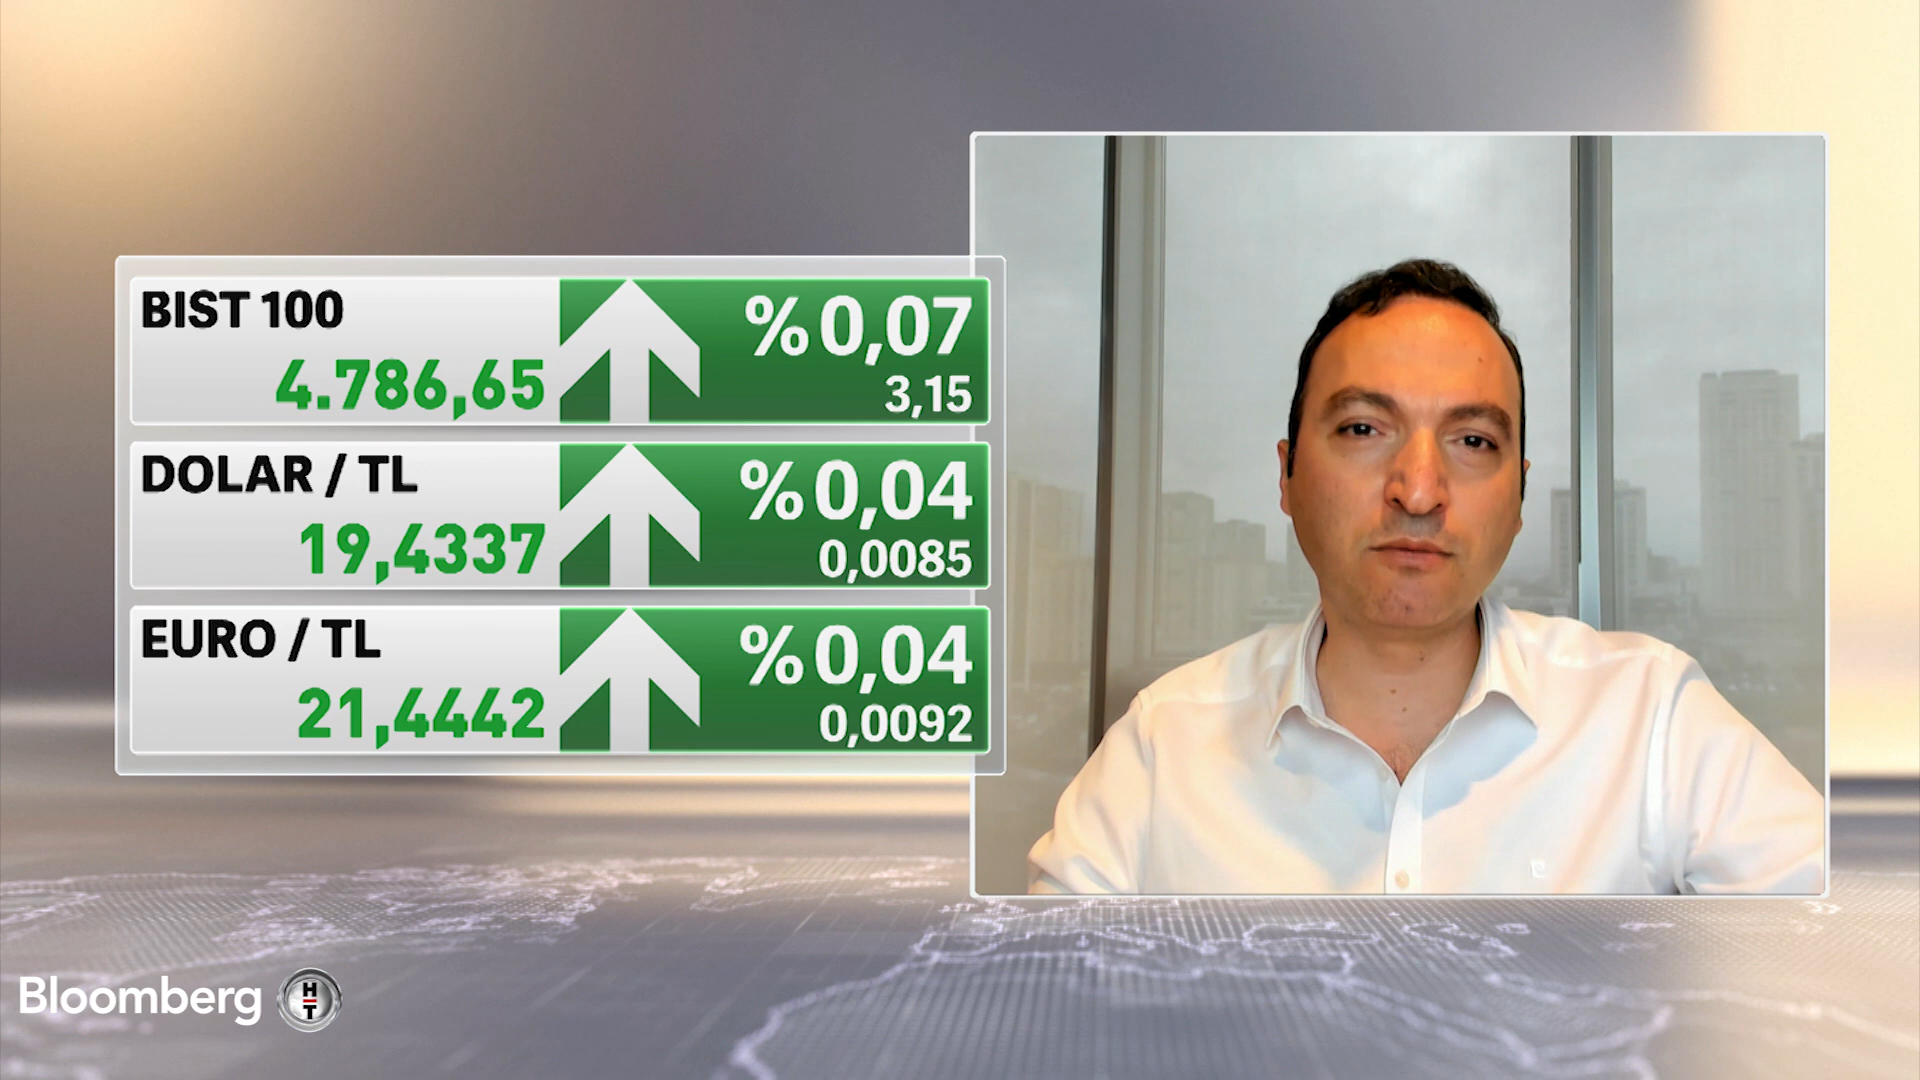 BIST 100
4.786,65
%0,07
3,15
DOLAR / TL
19,4337
%0,04
0,0085
EURO / TL
21,4442
%0,04
0,0092
Bloomberg HT